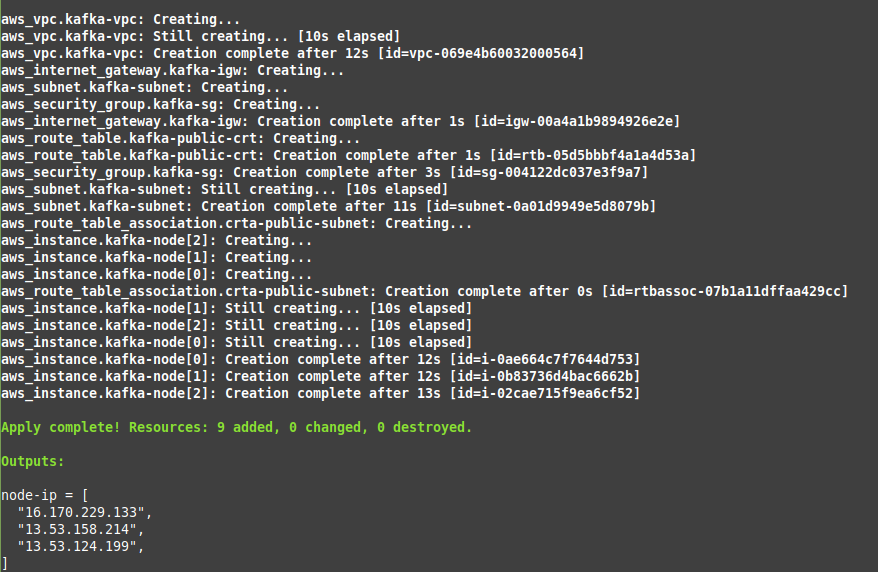 aws_vpc.kafka-vpc: Creating...
aws_vpc.kafka-vpc: Still creating... [10s elapsed]
aws_vpc.kafka-vpc: Creation complete after 12s [id=vpc-069e4b60032000564]
aws_internet_gateway.kafka-igw: Creating...
aws_subnet.kafka-subnet: Creating...
aws_security_group.kafka-sg: Creating...
aws_internet_gateway.kafka-igw: Creation complete after 1s [id=igw-00a4a1b9894926e2e]
aws_route_table.kafka-public-crt: Creating...
aws_route_table.kafka-public-crt: Creation complete after 1s [id=rtb-05d5bbbf4a1a4d53a]
aws_security_group.kafka-sg: Creation complete after 3s [id=sg-004122dc037e3f9a7]
aws_subnet.kafka-subnet: Still creating... [10s elapsed]
aws_subnet.kafka-subnet: Creation complete after 11s [id=subnet-0a01d9949e5d8079b]
aws_route_table_association.crta-public-subnet: Creating...
aws_instance.kafka-node[2]: Creating...
aws_instance.kafka-node[1]: Creating...
aws_instance.kafka-node[0]: Creating...
aws_route_table_association.crta-public-subnet: Creation complete after 0s [id=rtbassoc-07b1a11dffaa429cc]
aws_instance.kafka-node[1]: Still creating... [10s elapsed]
aws_instance.kafka-node[2]: Still creating... [10s elapsed]
aws_instance.kafka-node[0]: Still creating... [10s elapsed]
aws_instance.kafka-node[0]: Creation complete after 12s [id=i-0ae664c7f7644d753]
aws_instance.kafka-node[1]: Creation complete after 12s [id=i-0b83736d4bac6662b]
aws_instance.kafka-node[2]: Creation complete after 13s [id=i-02cae715f9ea6cf52]
Apply complete! Resources: 9 added, 0 changed, 0 destroyed.
Outputs:
node-ip = [
"16.170.229.133",
"13.53.158.214",
"13.53.124.199",
]